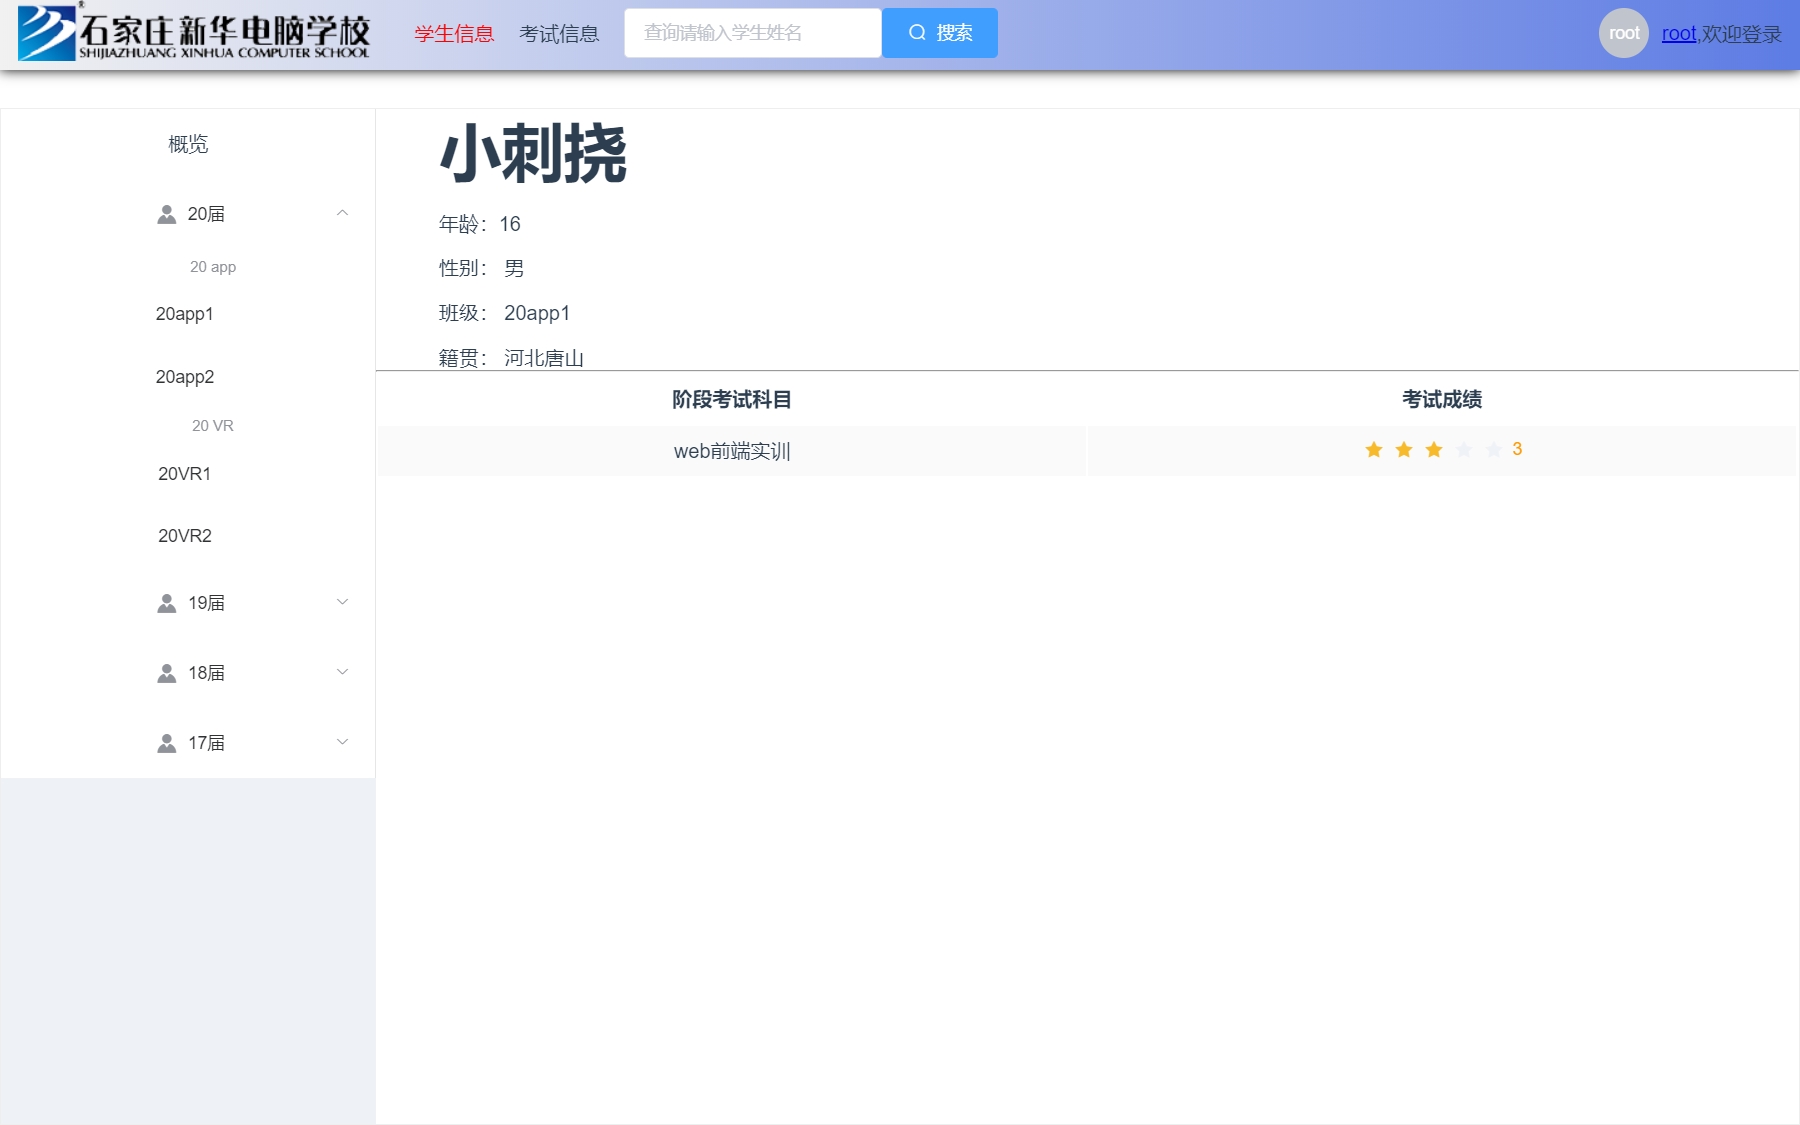 石家庄新华电脑学校
SHIJIAZHUANG XINHUA COMPUTER SCHOOL
学生信息 考试信息 查询请输入学生姓名 搜索 root root,欢迎登录
概览
20届
20 app
20app1
20app2
20 VR
20VR1
20VR2
19届
18届
17届
小刺挠
年龄：16
性别： 男
班级： 20app1
籍贯： 河北唐山
阶段考试科目 考试成绩
web前端实训 3